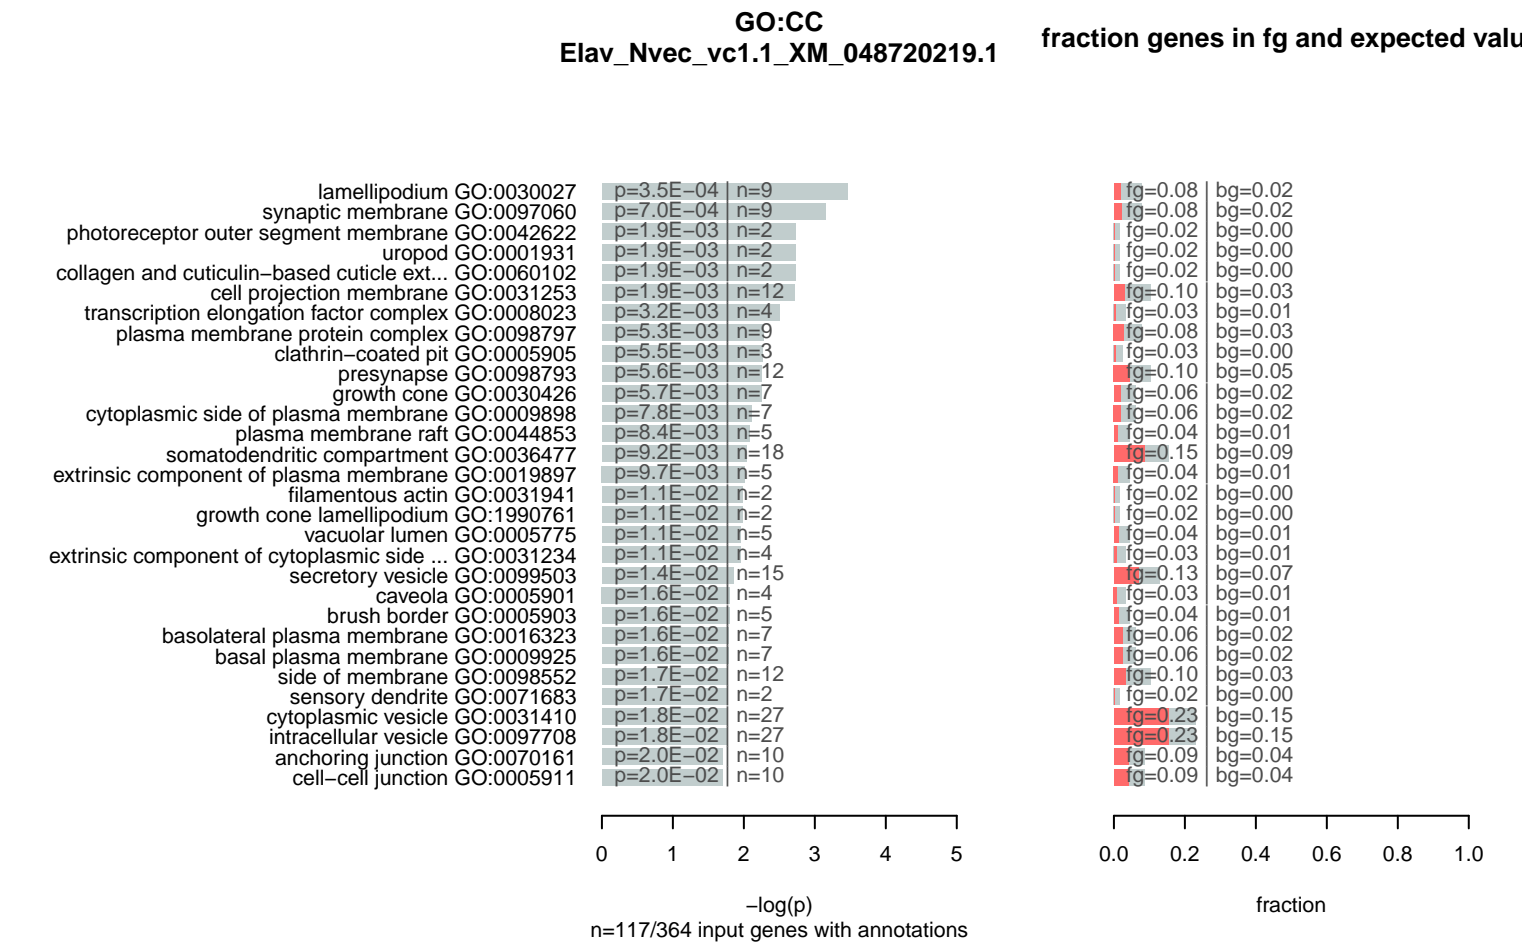 GO:CC
Elav_Nvec_vc1.1_XM_048720219.1
fraction genes in fg and expected valu
lamellipodium GO:0030027 p=3.5E−04 | n=9 fg=0.08 | bg=0.02
synaptic membrane GO:0097060 p=7.0E−04 | n=9 fg=0.08 | bg=0.02
photoreceptor outer segment membrane GO:0042622 p=1.9E−03 | n=2 fg=0.02 | bg=0.00
uropod GO:0001931 p=1.9E−03 | n=2 fg=0.02 | bg=0.00
collagen and cuticulin−based cuticle ext... GO:0060102 p=1.9E−03 | n=2 fg=0.02 | bg=0.00
cell projection membrane GO:0031253 p=1.9E−03 | n=12 fg=0.10 | bg=0.03
transcription elongation factor complex GO:0008023 p=3.2E−03 | n=4 fg=0.03 | bg=0.01
plasma membrane protein complex GO:0098797 p=5.3E−03 | n=9 fg=0.08 | bg=0.03
clathrin−coated pit GO:0005905 p=5.5E−03 | n=3 fg=0.03 | bg=0.00
presynapse GO:0098793 p=5.6E−03 | n=12 fg=0.10 | bg=0.05
growth cone GO:0030426 p=5.7E−03 | n=7 fg=0.06 | bg=0.02
cytoplasmic side of plasma membrane GO:0009898 p=7.8E−03 | n=7 fg=0.06 | bg=0.02
plasma membrane raft GO:0044853 p=8.4E−03 | n=5 fg=0.04 | bg=0.01
somatodendritic compartment GO:0036477 p=9.2E−03 | n=18 fg=0.15 | bg=0.09
extrinsic component of plasma membrane GO:0019897 p=9.7E−03 | n=5 fg=0.04 | bg=0.01
filamentous actin GO:0031941 p=1.1E−02 | n=2 fg=0.02 | bg=0.00
growth cone lamellipodium GO:1990761 p=1.1E−02 | n=2 fg=0.02 | bg=0.00
vacuolar lumen GO:0005775 p=1.1E−02 | n=5 fg=0.04 | bg=0.01
extrinsic component of cytoplasmic side ... GO:0031234 p=1.1E−02 | n=4 fg=0.03 | bg=0.01
secretory vesicle GO:0099503 p=1.4E−02 | n=15 fg=0.13 | bg=0.07
caveola GO:0005901 p=1.6E−02 | n=4 fg=0.03 | bg=0.01
brush border GO:0005903 p=1.6E−02 | n=5 fg=0.04 | bg=0.01
basolateral plasma membrane GO:0016323 p=1.6E−02 | n=7 fg=0.06 | bg=0.02
basal plasma membrane GO:0009925 p=1.6E−02 | n=7 fg=0.06 | bg=0.02
side of membrane GO:0098552 p=1.7E−02 | n=12 fg=0.10 | bg=0.03
sensory dendrite GO:0071683 p=1.7E−02 | n=2 fg=0.02 | bg=0.00
cytoplasmic vesicle GO:0031410 p=1.8E−02 | n=27 fg=0.23 | bg=0.15
intracellular vesicle GO:0097708 p=1.8E−02 | n=27 fg=0.23 | bg=0.15
anchoring junction GO:0070161 p=2.0E−02 | n=10 fg=0.09 | bg=0.04
cell−cell junction GO:0005911 p=2.0E−02 | n=10 fg=0.09 | bg=0.04
0 1 2 3 4 5
0.0 0.2 0.4 0.6 0.8 1.0
−log(p)
n=117/364 input genes with annotations
fraction